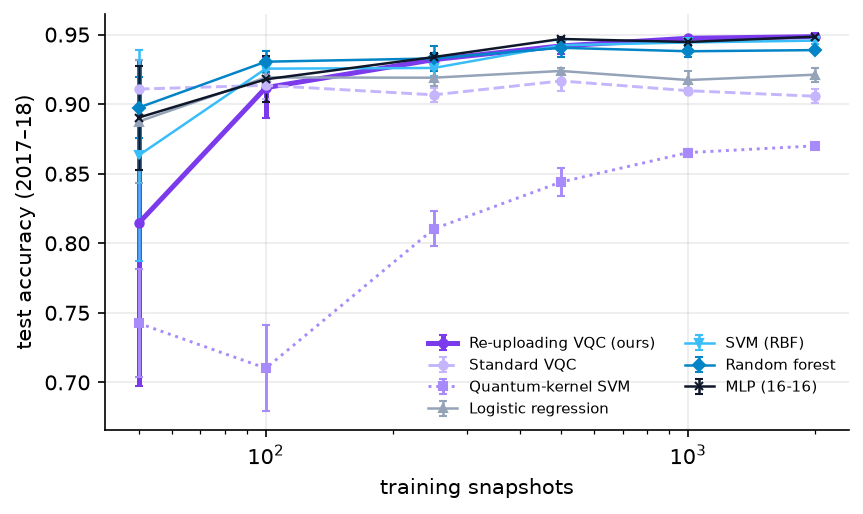 0.95
0.90
0.85
0.80
0.75
0.70
test accuracy (2017–18)
Re-uploading VQC (ours)
Standard VQC
Quantum-kernel SVM
Logistic regression
SVM (RBF)
Random forest
MLP (16-16)
10²
10³
training snapshots